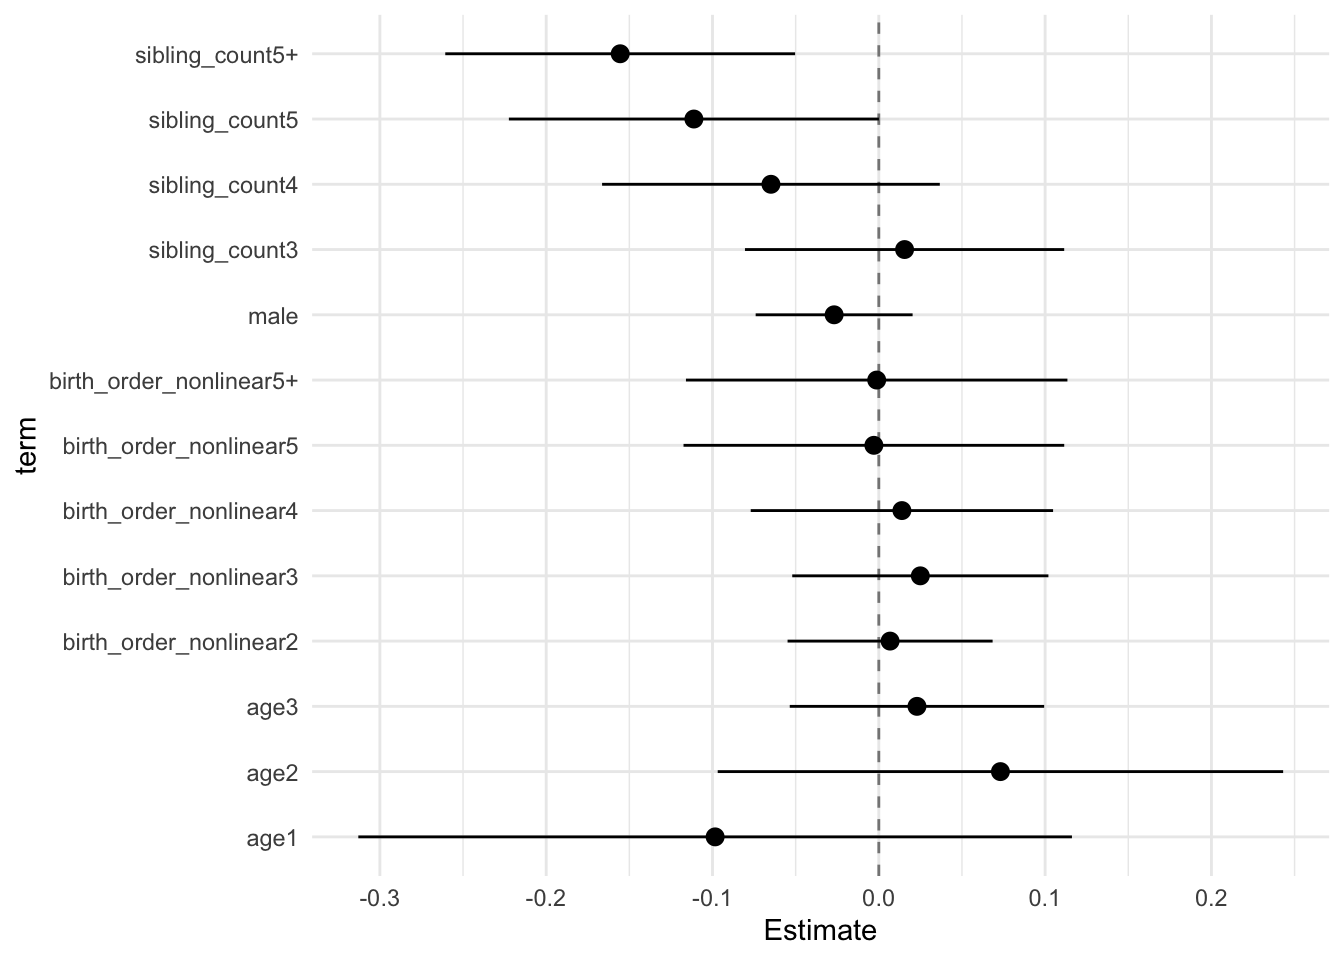 sibling_count5+
sibling_count5
sibling_count4
sibling_count3
male
birth_order_nonlinear5+
birth_order_nonlinear5
birth_order_nonlinear4
birth_order_nonlinear3
birth_order_nonlinear2
age3
age2
age1
term
-0.3 -0.2 -0.1 0.0 0.1 0.2
Estimate